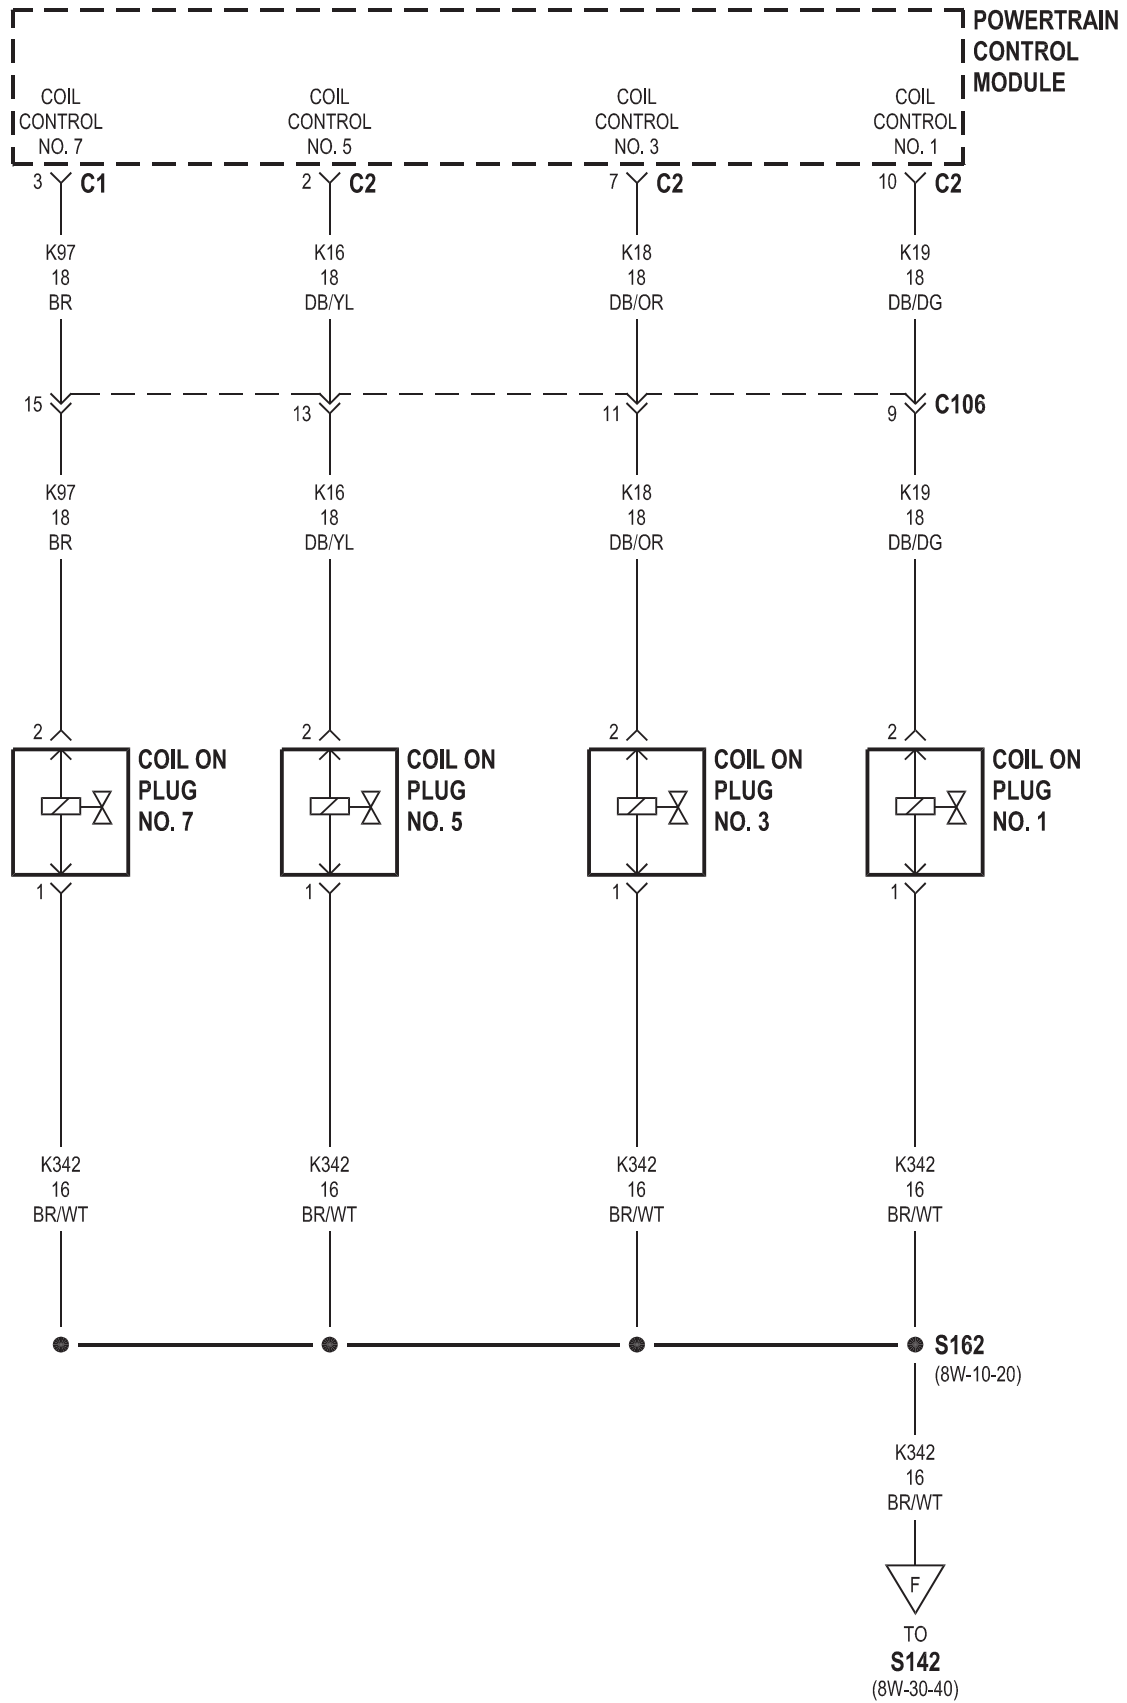 POWERTRAIN
CONTROL
MODULE
COIL
CONTROL
NO. 7
COIL
CONTROL
NO. 5
COIL
CONTROL
NO. 3
COIL
CONTROL
NO. 1
3 C1
2 C2
7 C2
10 C2
K97
18
BR
K16
18
DB/YL
K18
18
DB/OR
K19
18
DB/DG
15
13
11
9
C106
K97
18
BR
K16
18
DB/YL
K18
18
DB/OR
K19
18
DB/DG
2
COIL ON
PLUG
NO. 7
1
2
COIL ON
PLUG
NO. 5
1
2
COIL ON
PLUG
NO. 3
1
2
COIL ON
PLUG
NO. 1
1
K342
16
BR/WT
K342
16
BR/WT
K342
16
BR/WT
K342
16
BR/WT
S162
(8W-10-20)
K342
16
BR/WT
F
TO
S142
(8W-30-40)